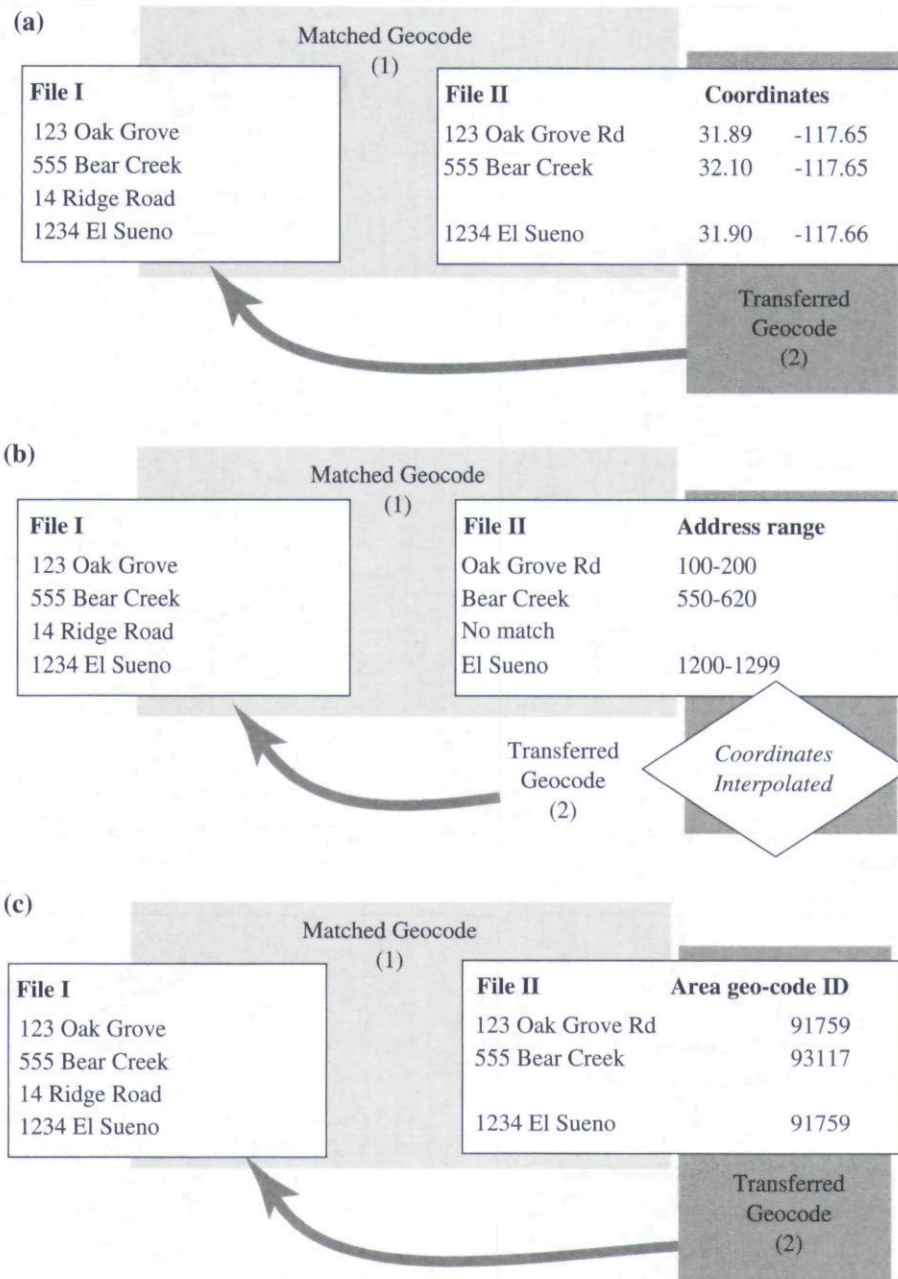 (a)
Matched Geocode
(1)
File I
123 Oak Grove
555 Bear Creek
14 Ridge Road
1234 El Sueno
File II Coordinates
123 Oak Grove Rd 31.89 -117.65
555 Bear Creek 32.10 -117.65
1234 El Sueno 31.90 -117.66
Transferred
Geocode
(2)
(b)
Matched Geocode
(1)
File I
123 Oak Grove
555 Bear Creek
14 Ridge Road
1234 El Sueno
File II Address range
Oak Grove Rd 100-200
Bear Creek 550-620
No match
El Sueno 1200-1299
Transferred
Geocode
(2)
Coordinates
Interpolated
(c)
Matched Geocode
(1)
File I
123 Oak Grove
555 Bear Creek
14 Ridge Road
1234 El Sueno
File II Area geo-code ID
123 Oak Grove Rd 91759
555 Bear Creek 93117
1234 El Sueno 91759
Transferred
Geocode
(2)